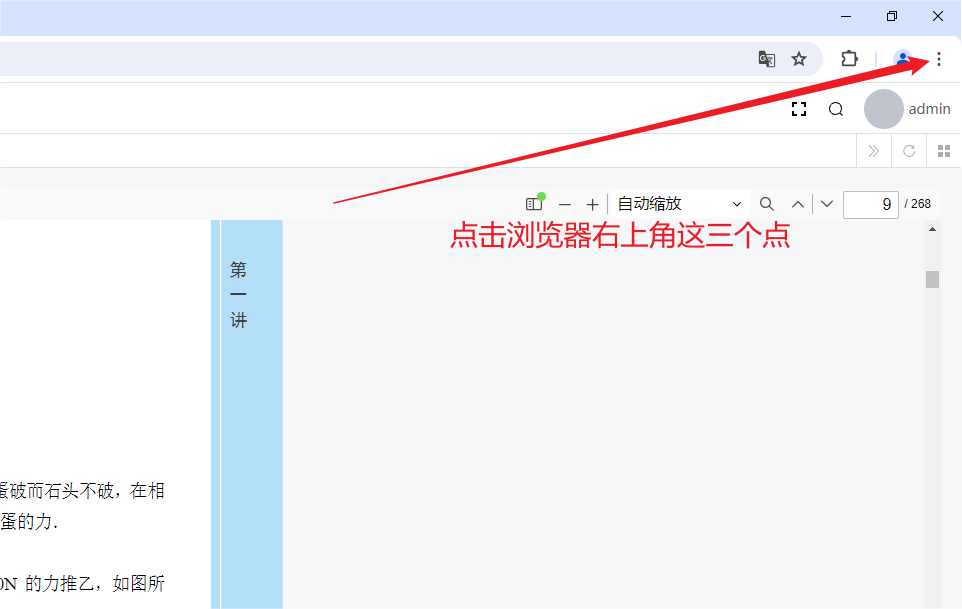 admin
自动缩放
9 / 268
点击浏览器右上角这三个点
第
一
讲
蛋破而石头不破，在相
蛋的力．
0N 的力推乙，如图所